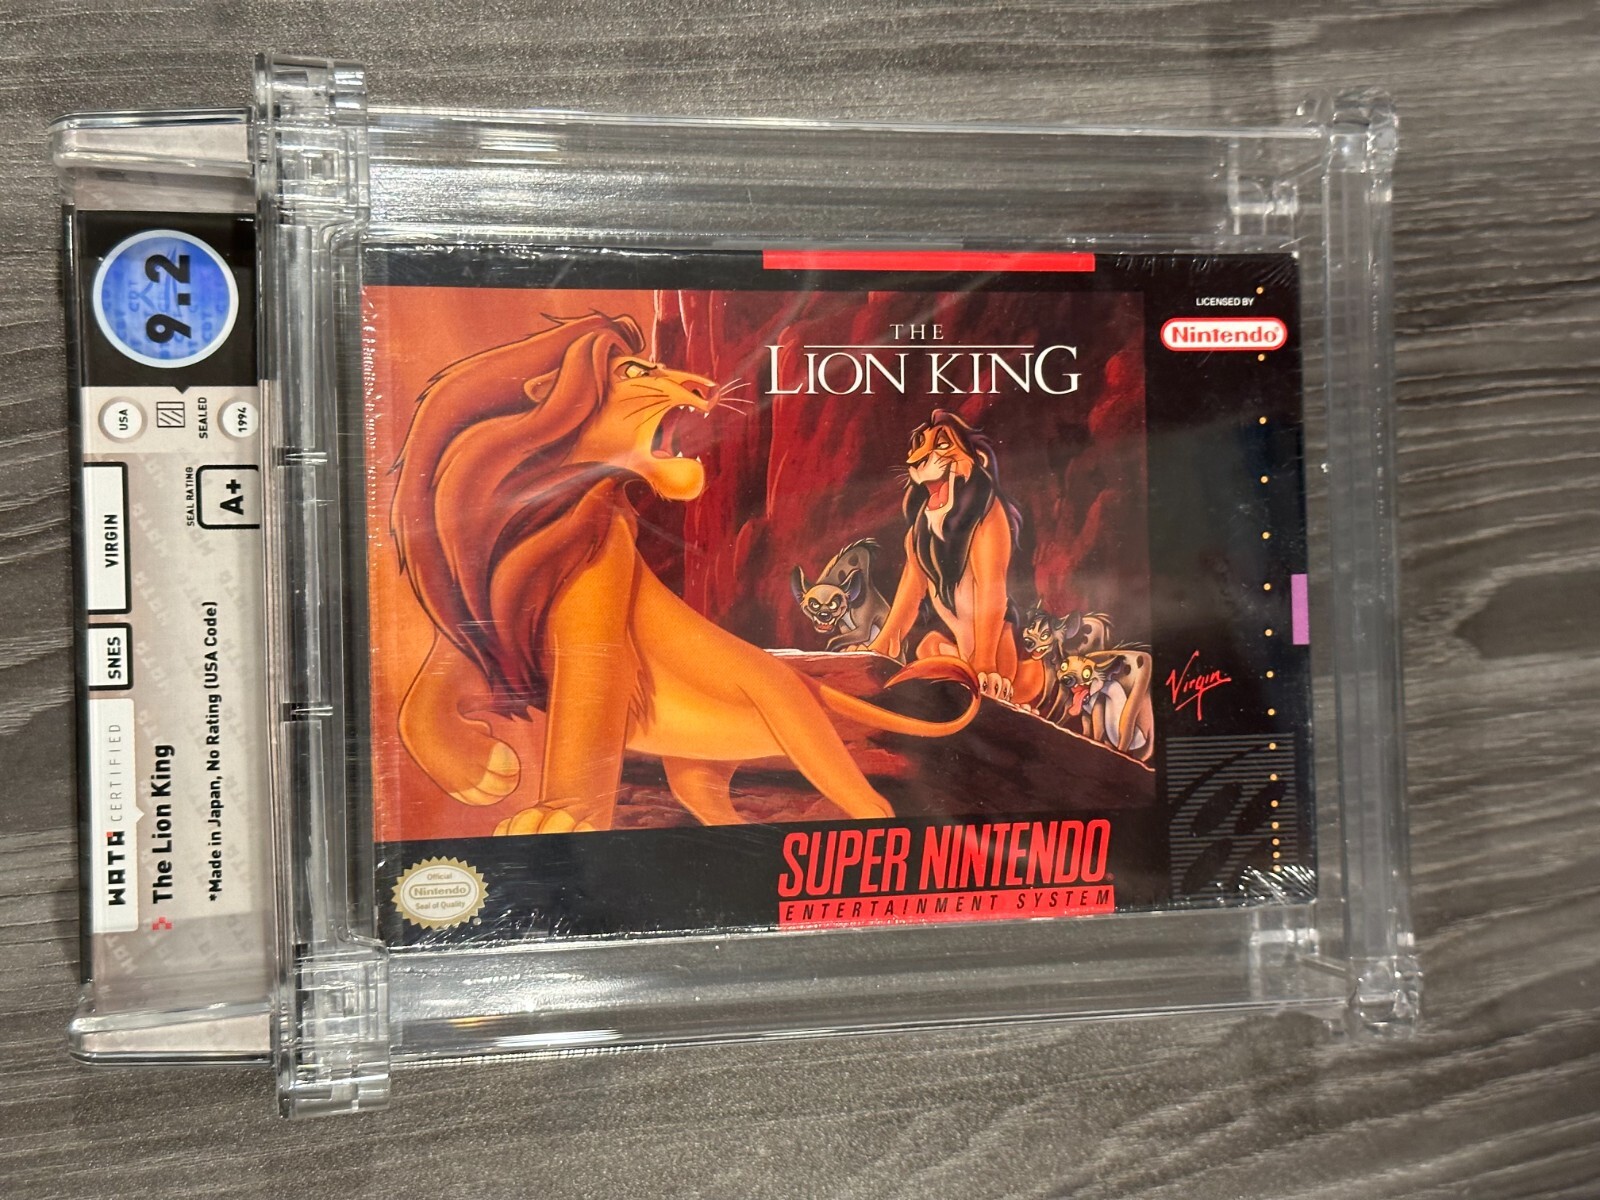 WATA CERTIFIED
SNES
VIRGIN
USA
SEALED
1994
9.2
CGT
The Lion King
*Made in Japan, No Rating (USA Code)
SEAL RATING
A+
THE
LION KING
LICENSED BY
Nintendo®
Virgin
Official
Nintendo
Seal of Quality
SUPER NINTENDO®
ENTERTAINMENT SYSTEM